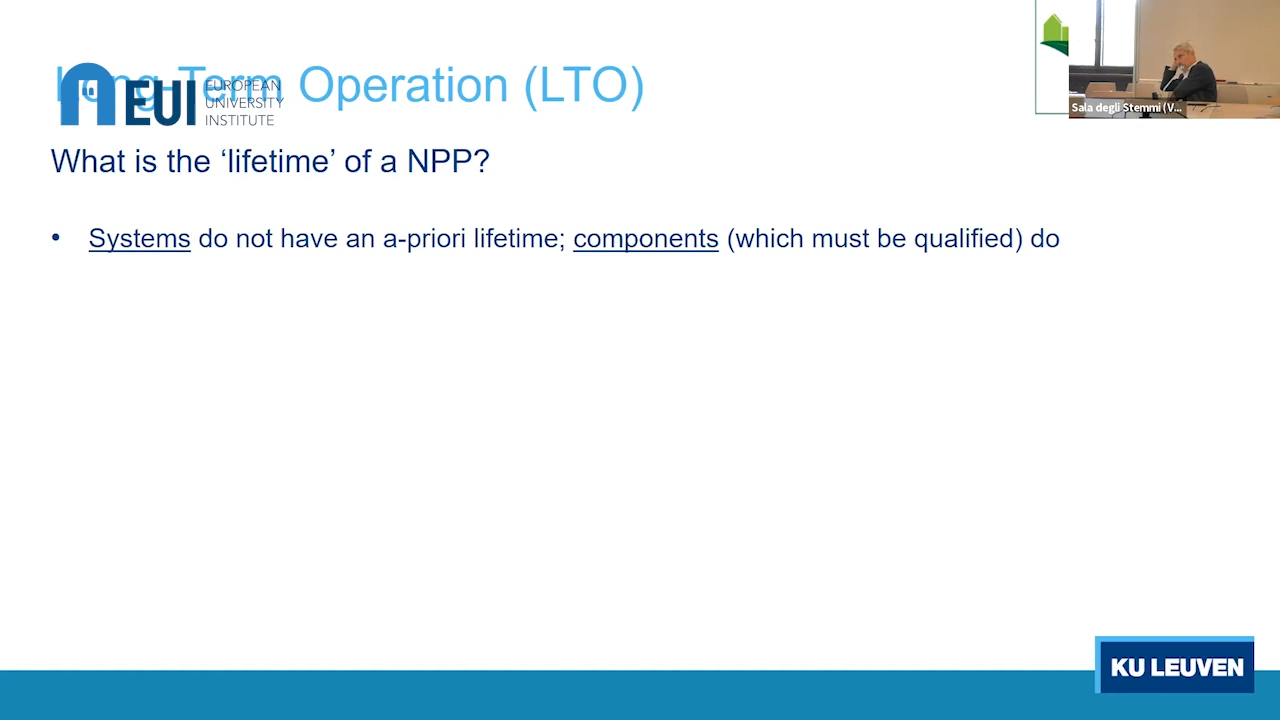 Long-Term Operation (LTO)
EUI EUROPEAN
UNIVERSITY
INSTITUTE
Sala degli Stemmi (V...
What is the ‘lifetime’ of a NPP?
• Systems do not have an a-priori lifetime; components (which must be qualified) do
KU LEUVEN